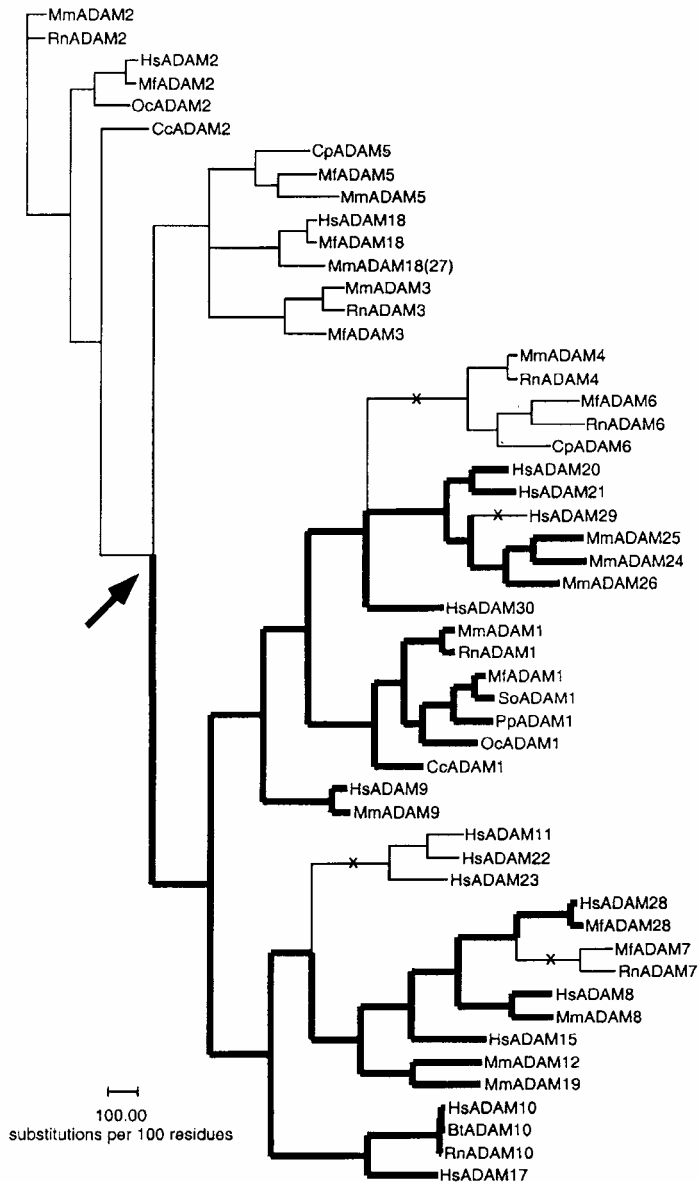 MmADAM2
RnADAM2
HsADAM2
MfADAM2
OcADAM2
CcADAM2
CpADAM5
MfADAM5
MmADAM5
HsADAM18
MfADAM18
MmADAM18(27)
MmADAM3
RnADAM3
MfADAM3
MmADAM4
RnADAM4
x
MfADAM6
RnADAM6
CpADAM6
HsADAM20
HsADAM21
x
HsADAM29
MmADAM25
MmADAM24
MmADAM26
HsADAM30
MmADAM1
RnADAM1
MfADAM1
SoADAM1
PpADAM1
OcADAM1
CcADAM1
HsADAM9
MmADAM9
HsADAM11
HsADAM22
x
HsADAM23
HsADAM28
MfADAM28
MfADAM7
x
RnADAM7
HsADAM8
MmADAM8
HsADAM15
MmADAM12
MmADAM19
HsADAM10
BtADAM10
RnADAM10
HsADAM17
100.00
substitutions per 100 residues